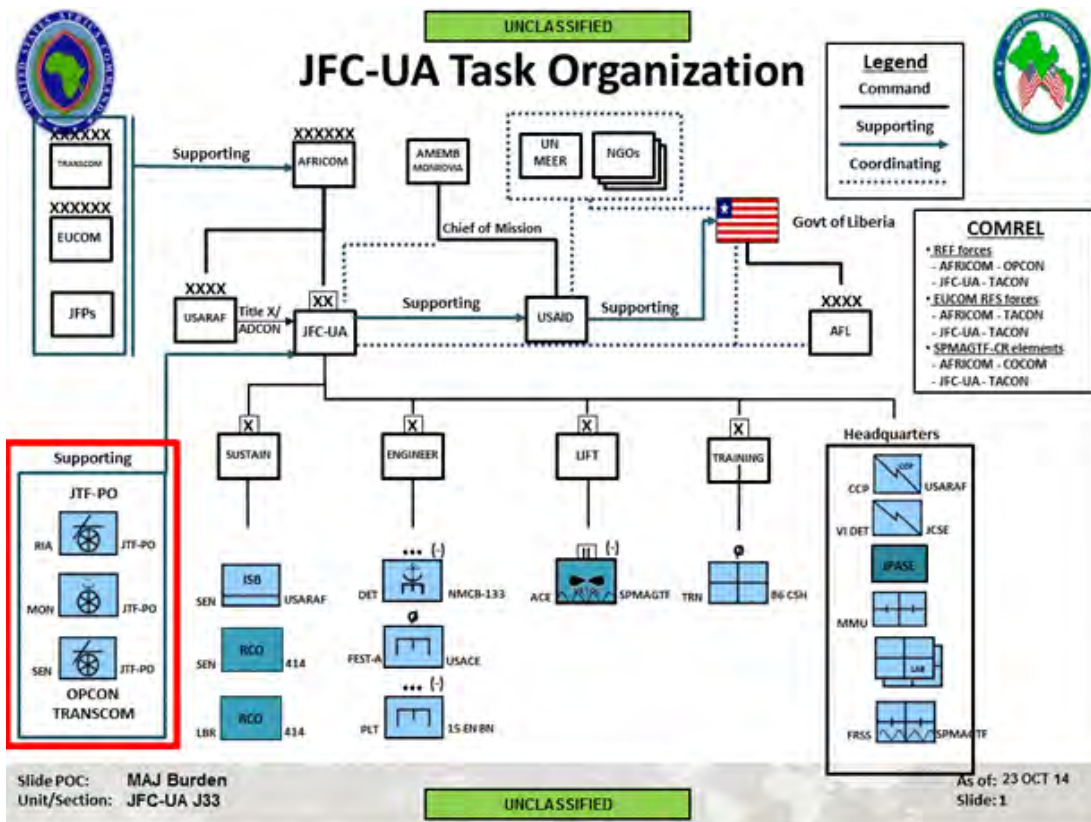 UNCLASSIFIED
JFC-UA Task Organization
UNITED STATES AFRICA COMMAND
Legend
Command
Supporting
Coordinating
XXXXXX
TRANSCOM
Supporting
XXXXXX
AFRICOM
AMEMB
MONROVIA
UN
MEER
NGOs
XXXXXX
EUCOM
Chief of Mission
Govt of Liberia
COMREL
• RFF forces
- AFRICOM - OPCON
- JFC-UA - TACON
• EUCOM RFS forces
- AFRICOM - TACON
- JFC-UA - TACON
• SPMAGTF-CR elements
- AFRICOM - COCOM
- JFC-UA - TACON
JFPs
XXXX
USARAF
Title X/
ADCON
XX
JFC-UA
Supporting
USAID
Supporting
XXXX
AFL
X
SUSTAIN
X
ENGINEER
X
LIFT
X
TRAINING
Headquarters
Supporting
JTF-PO
RIA
JTF-PO
MON
JTF-PO
SEN
JTF-PO
OPCON
TRANSCOM
SEN
ISB
USARAF
SEN
RCO
414
LBR
RCO
414
(-)
DET
NMCB-133
FEST-A
USACE
(-)
PLT
15 EN BN
II
(-)
ACE
SPMAGTF
TRN
86 CSH
CCP
USARAF
VI DET
JCSE
JPASE
MMU
LAB
FRSS
SPMAGTF
Slide POC: MAJ Burden
Unit/Section: JFC-UA J33
UNCLASSIFIED
As of: 23 OCT 14
Slide: 1